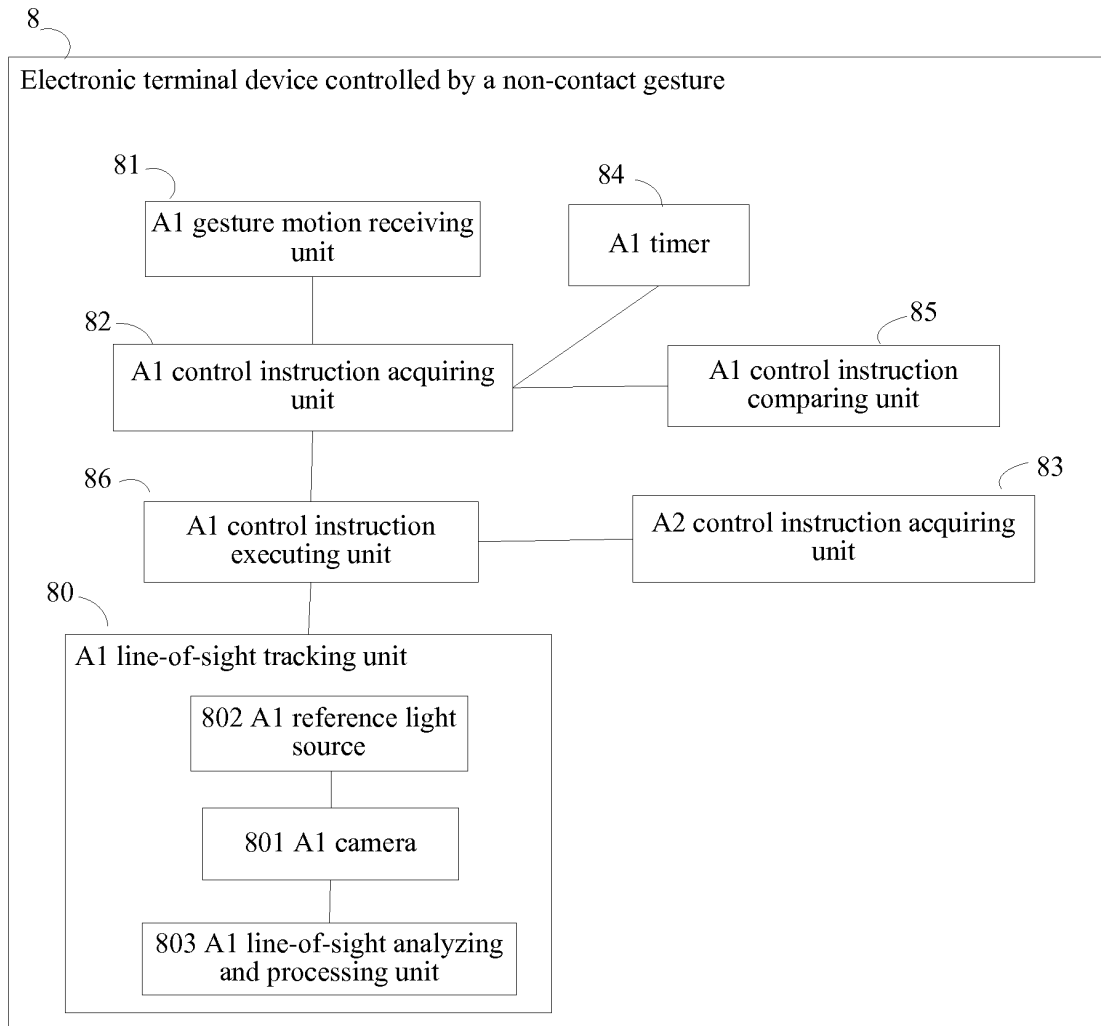 8
Electronic terminal device controlled by a non-contact gesture
81
A1 gesture motion receiving
unit
84
A1 timer
82
A1 control instruction acquiring
unit
85
A1 control instruction
comparing unit
86
A1 control instruction
executing unit
83
A2 control instruction acquiring
unit
80
A1 line-of-sight tracking unit
802 A1 reference light
source
801 A1 camera
803 A1 line-of-sight analyzing
and processing unit